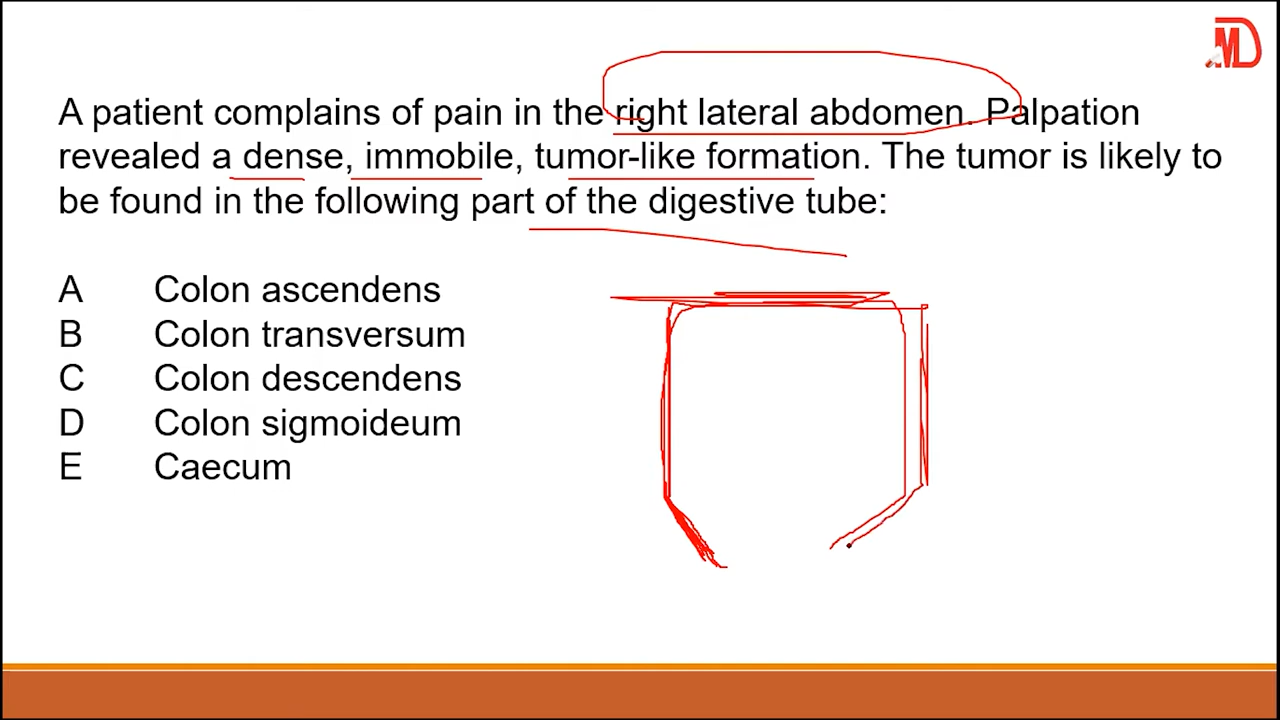 MD
A patient complains of pain in the right lateral abdomen. Palpation
revealed a dense, immobile, tumor-like formation. The tumor is likely to
be found in the following part of the digestive tube:
A Colon ascendens
B Colon transversum
C Colon descendens
D Colon sigmoideum
E Caecum